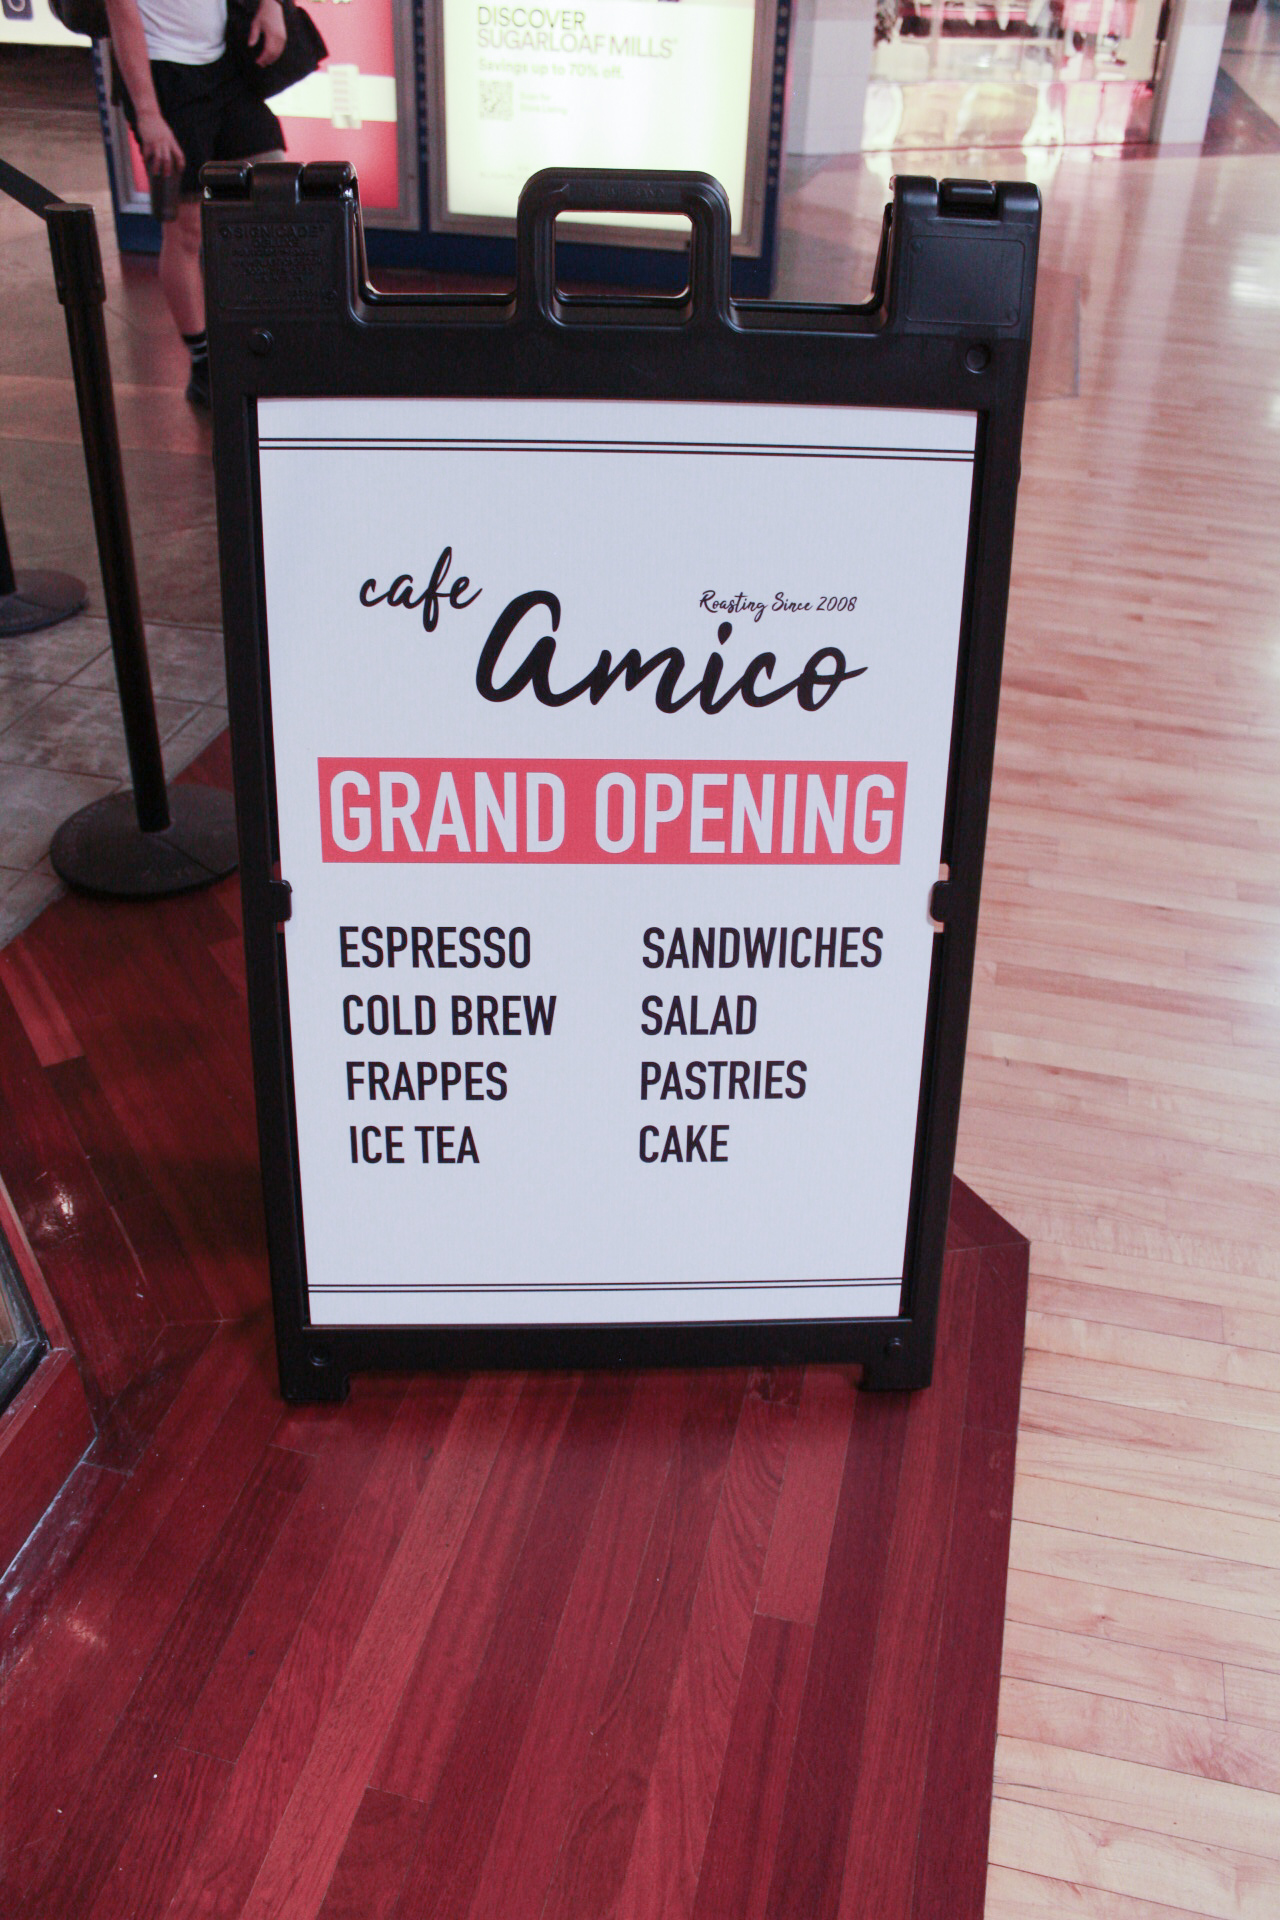 DISCOVER
SUGARLOAF MILLS
Savings up to 70% off.
cafe
Amico
Roasting Since 2008
GRAND OPENING
ESPRESSO
COLD BREW
FRAPPES
ICE TEA
SANDWICHES
SALAD
PASTRIES
CAKE